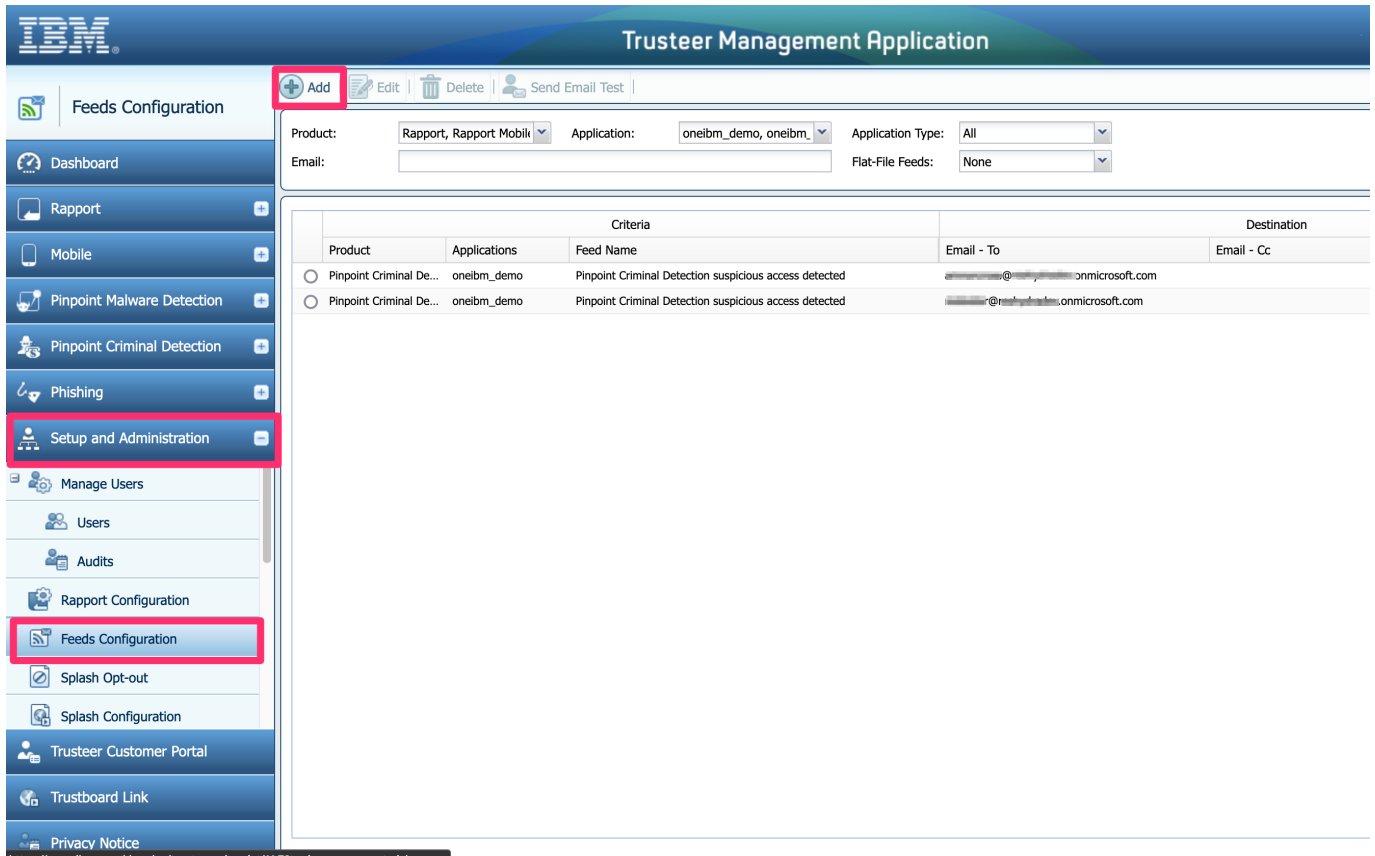 IBM®
Trusteer Management Application
Feeds Configuration
Add Edit Delete Send Email Test
Product: Rapport, Rapport Mobile Application: oneibm_demo, oneibm_ Application Type: All
Email: Flat-File Feeds: None
Dashboard
Rapport
Mobile
Pinpoint Malware Detection
Pinpoint Criminal Detection
Phishing
Setup and Administration
Manage Users
Users
Audits
Rapport Configuration
Feeds Configuration
Splash Opt-out
Splash Configuration
Trusteer Customer Portal
Trustboard Link
Privacy Notice
Criteria Destination
Product Applications Feed Name Email - To Email - Cc
Pinpoint Criminal De... oneibm_demo Pinpoint Criminal Detection suspicious access detected @ onmicrosoft.com
Pinpoint Criminal De... oneibm_demo Pinpoint Criminal Detection suspicious access detected r@ .onmicrosoft.com